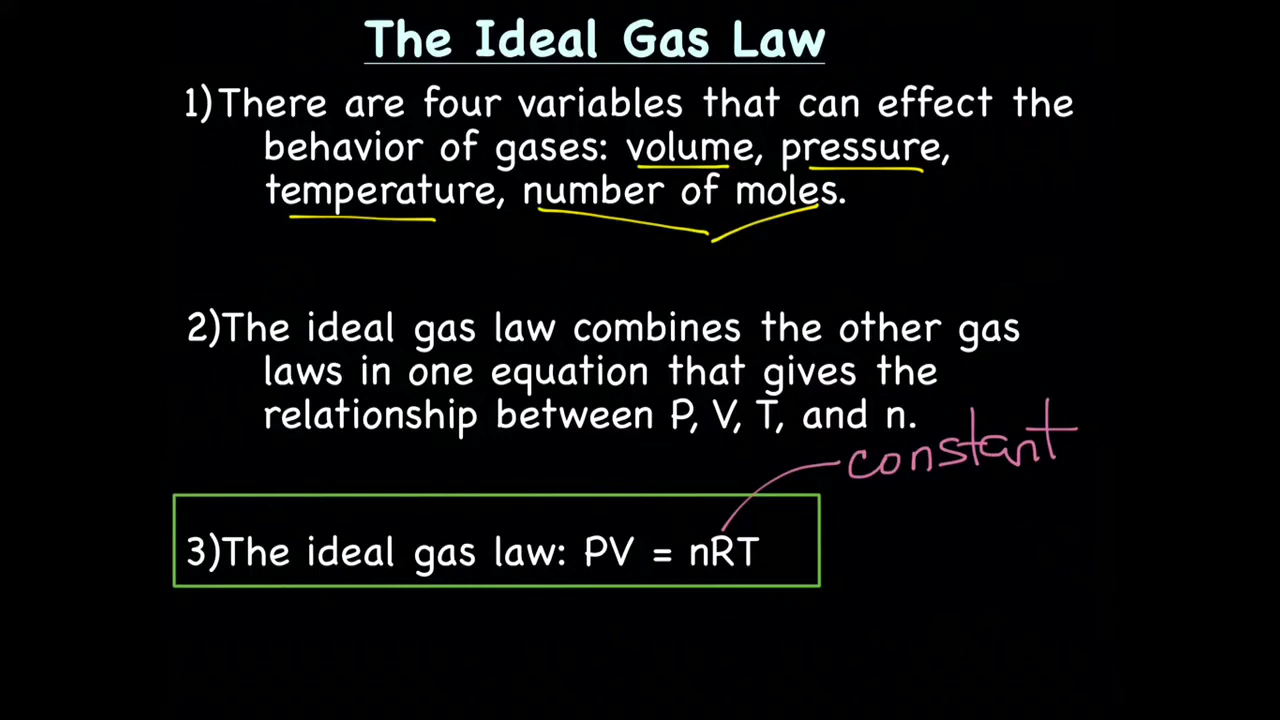 The Ideal Gas Law
1)There are four variables that can effect the
behavior of gases: volume, pressure,
temperature, number of moles.
2)The ideal gas law combines the other gas
laws in one equation that gives the
relationship between P, V, T, and n.
constant
3)The ideal gas law: PV = nRT